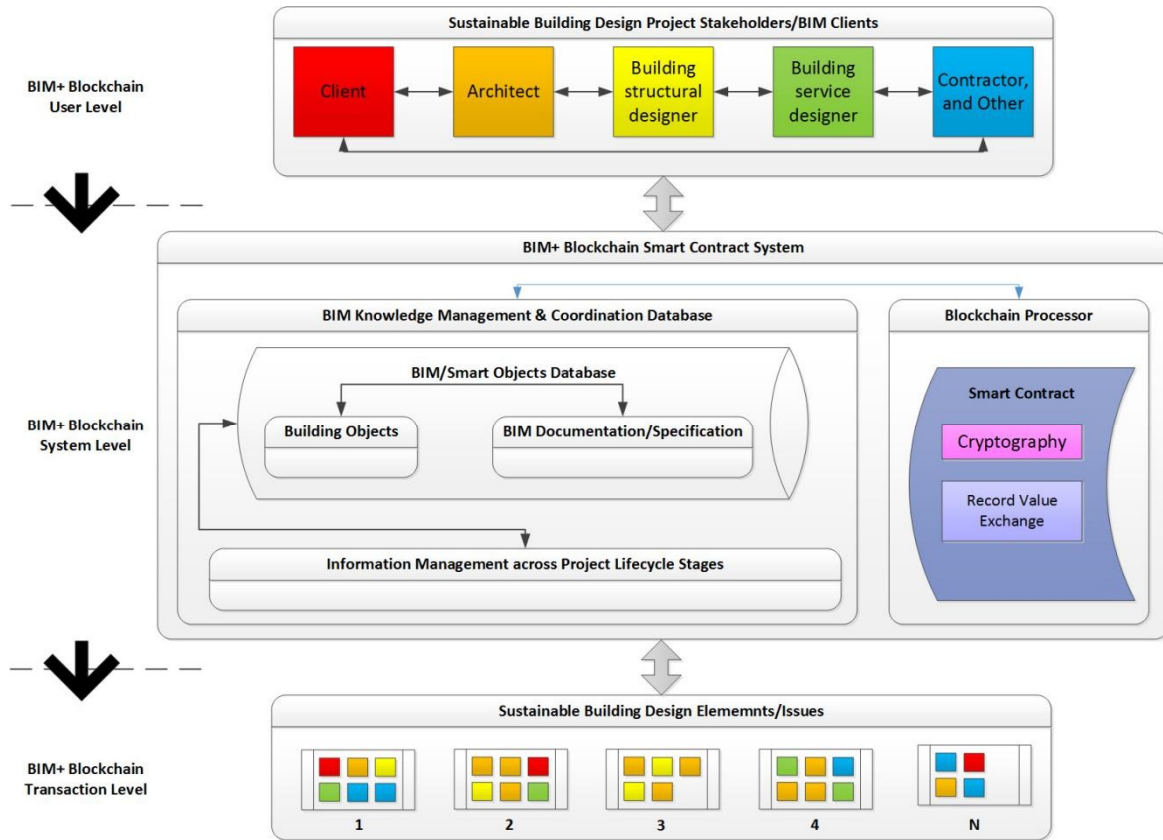 Sustainable Building Design Project Stakeholders/BIM Clients
BIM+ Blockchain
User Level
Client
Architect
Building
structural
designer
Building
service
designer
Contractor,
and Other
BIM+ Blockchain Smart Contract System
BIM+ Blockchain
System Level
BIM Knowledge Management & Coordination Database
BIM/Smart Objects Database
Building Objects
BIM Documentation/Specification
Information Management across Project Lifecycle Stages
Blockchain Processor
Smart Contract
Cryptography
Record Value
Exchange
BIM+ Blockchain
Transaction Level
Sustainable Building Design Elememnts/Issues
1
2
3
4
N